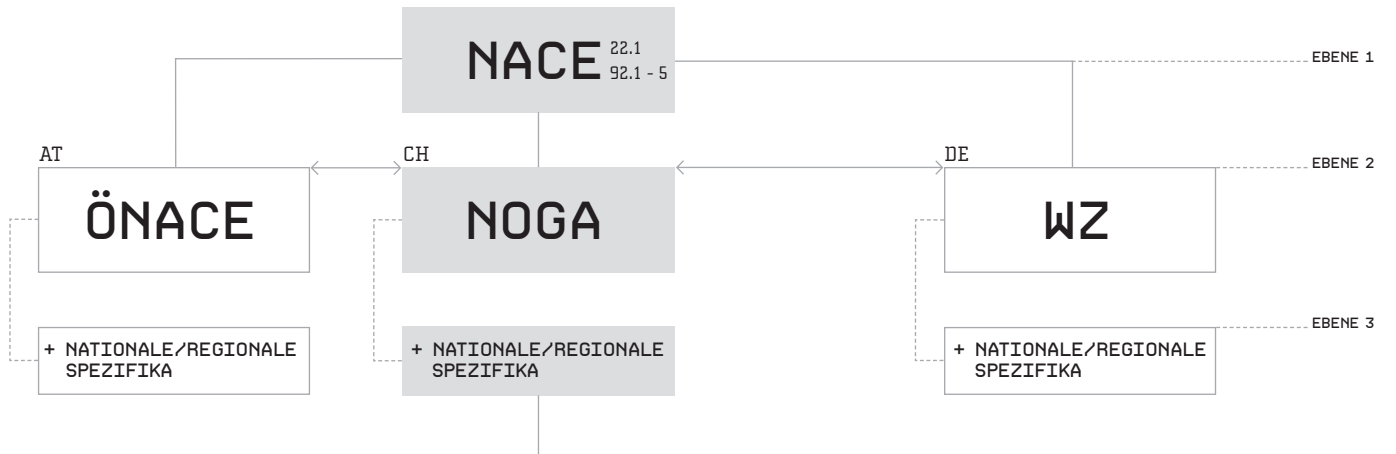 NACE 22.1
92.1 - 5
EBENE 1
AT
CH
DE
EBENE 2
ÖNACE
NOGA
WZ
EBENE 3
+ NATIONALE/REGIONALE
SPEZIFIKA
+ NATIONALE/REGIONALE
SPEZIFIKA
+ NATIONALE/REGIONALE
SPEZIFIKA